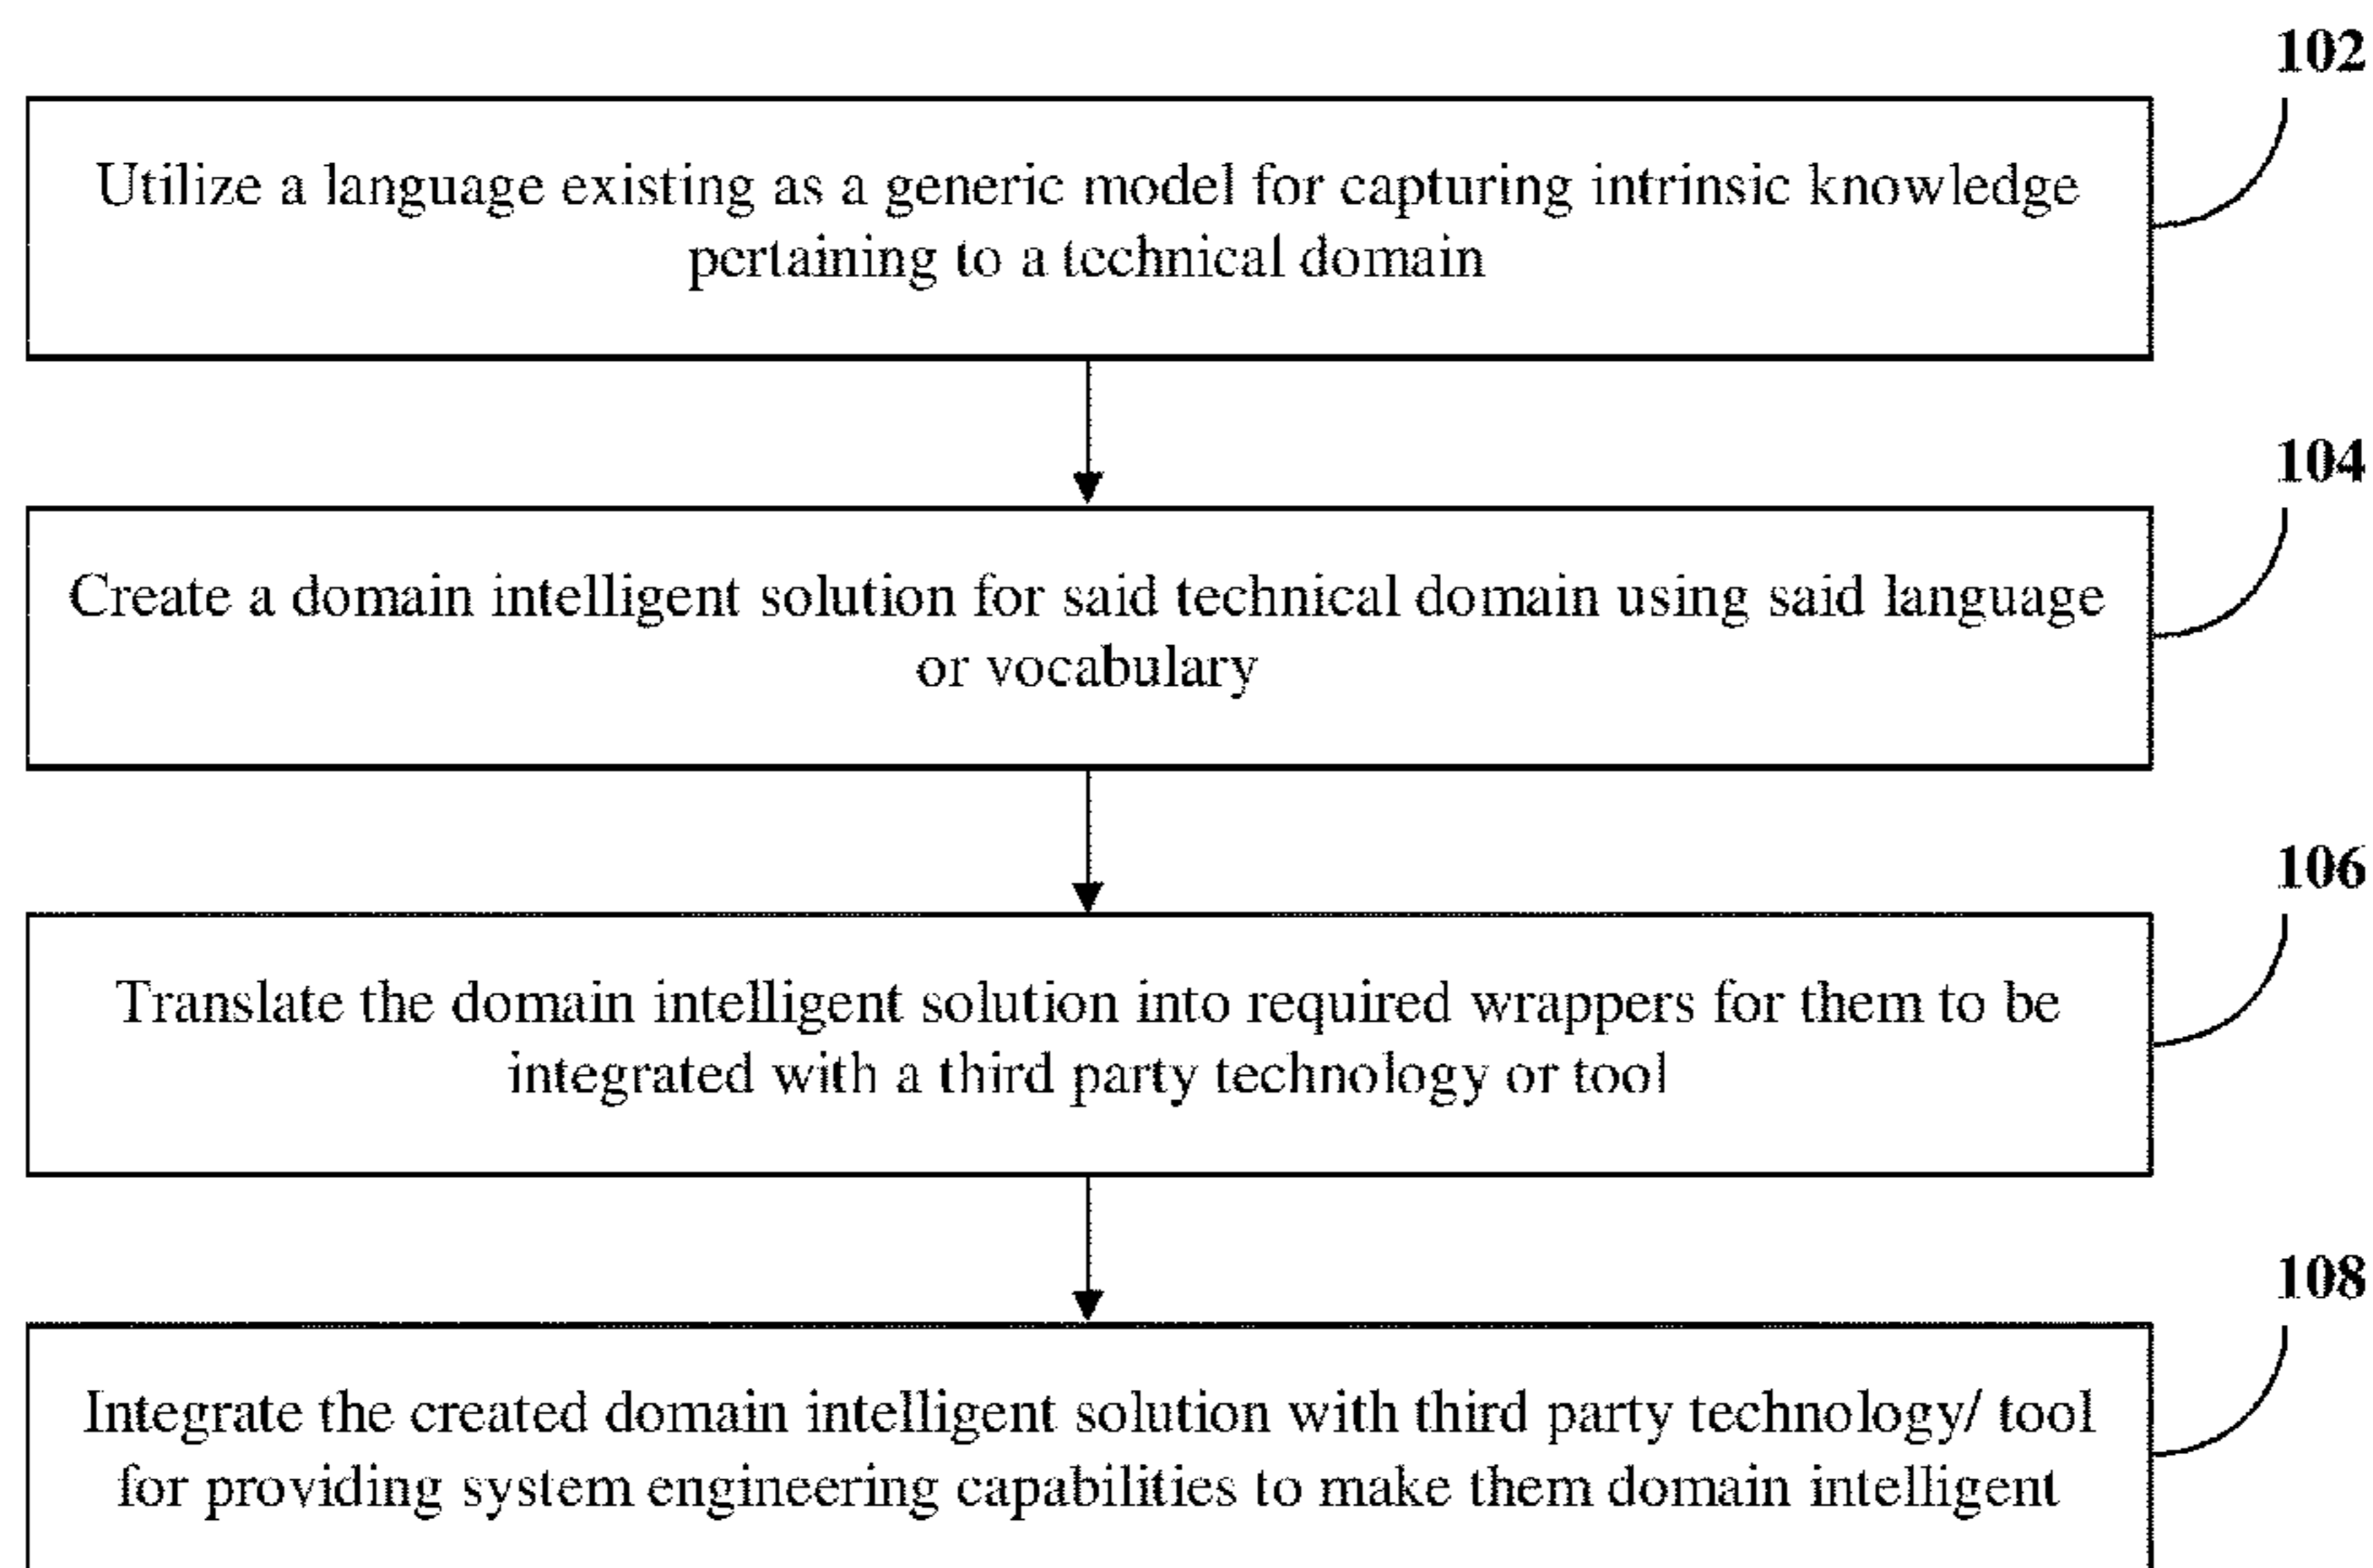 102
Utilize a language existing as a generic model for capturing intrinsic knowledge
pertaining to a technical domain
104
Create a domain intelligent solution for said technical domain using said language
or vocabulary
106
Translate the domain intelligent solution into required wrappers for them to be
integrated with a third party technology or tool
108
Integrate the created domain intelligent solution with third party technology/ tool
for providing system engineering capabilities to make them domain intelligent